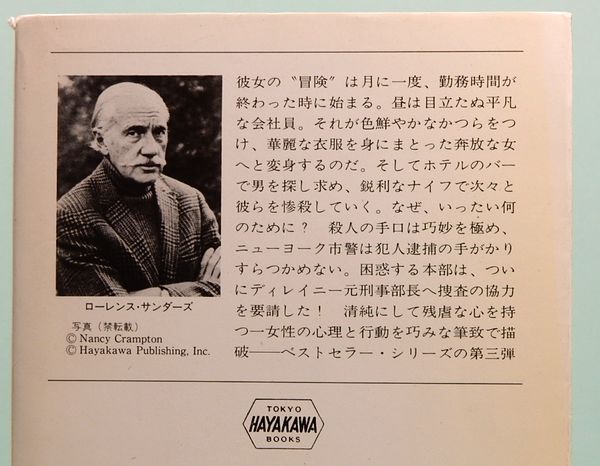 彼女の〝冒険〟は月に一度、勤務時間が
終わった時に始まる。昼は目立たぬ平凡
な会社員。それが色鮮やかなかつらをつ
け、華麗な衣服を身にまとった奔放な女
へと変身するのだ。そしてホテルのバー
で男を探し求め、鋭利なナイフで次々と
彼らを惨殺していく。なぜ、いったい何
のために？　殺人の手口は巧妙を極め、
ニューヨーク市警は犯人逮捕の手がかり
すらつかめない。困惑する本部は、つい
にディレイニー元刑事部長へ捜査の協力
を要請した！　清純にして残虐な心を持
つ一女性の心理と行動を巧みな筆致で描
破――ベストセラー・シリーズの第三弾
ローレンス・サンダーズ
写真（禁転載）
© Nancy Crampton
© Hayakawa Publishing, Inc.
TOKYO
HAYAKAWA
BOOKS